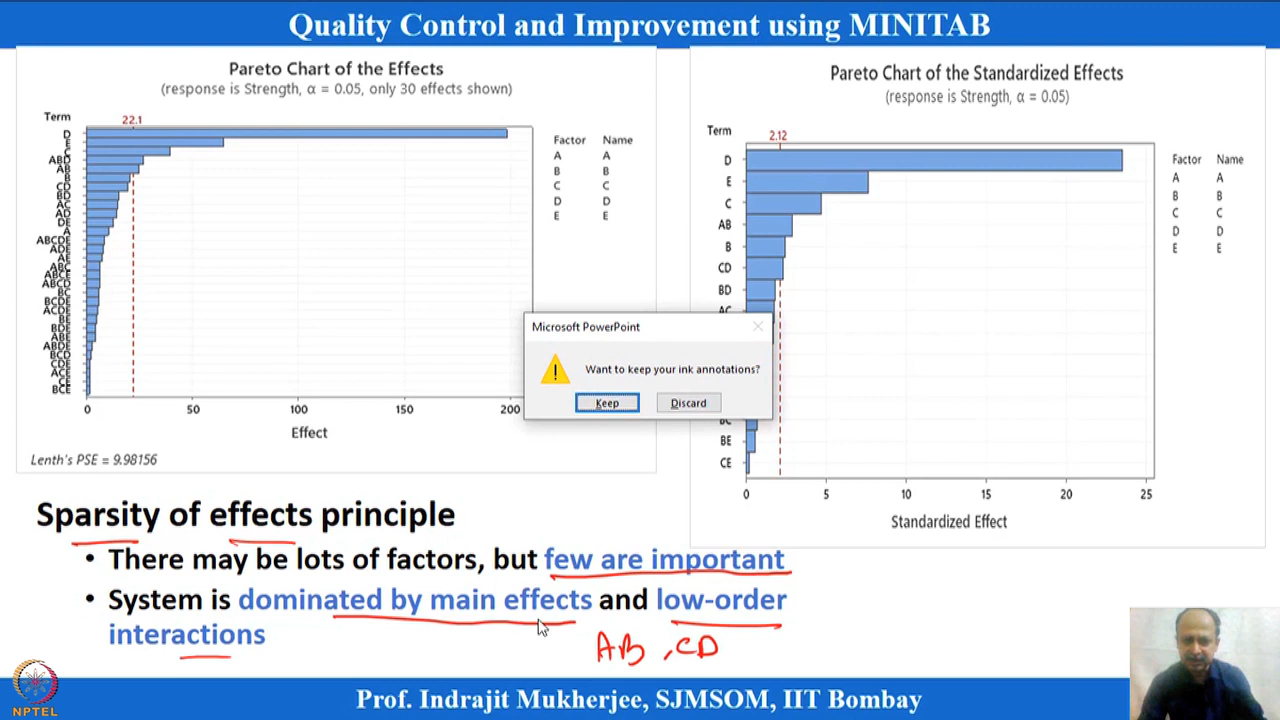 Quality Control and Improvement using MINITAB
Pareto Chart of the Effects
(response is Strength, α = 0.05, only 30 effects shown)
Term
22.1
D
E
C
ABD
AB
B
CD
BD
AC
AD
DE
A
ABCDE
ADE
AE
ABC
ABCE
ABCD
BC
BCDE
ACDE
BE
BDE
ABE
ABDE
BCD
CDE
ACE
CE
BCE
0 50 100 150 200
Effect
Lenth's PSE = 9.98156
Factor Name
A A
B B
C C
D D
E E
Pareto Chart of the Standardized Effects
(response is Strength, α = 0.05)
Term
2.12
D
E
C
AB
B
CD
BD
AC
BC
BE
CE
0 5 10 15 20 25
Standardized Effect
Factor Name
A A
B B
C C
D D
E E
Microsoft PowerPoint
Want to keep your ink annotations?
Keep Discard
Sparsity of effects principle
• There may be lots of factors, but few are important
• System is dominated by main effects and low-order
interactions
AB, CD
NPTEL
Prof. Indrajit Mukherjee, SJMSOM, IIT Bombay